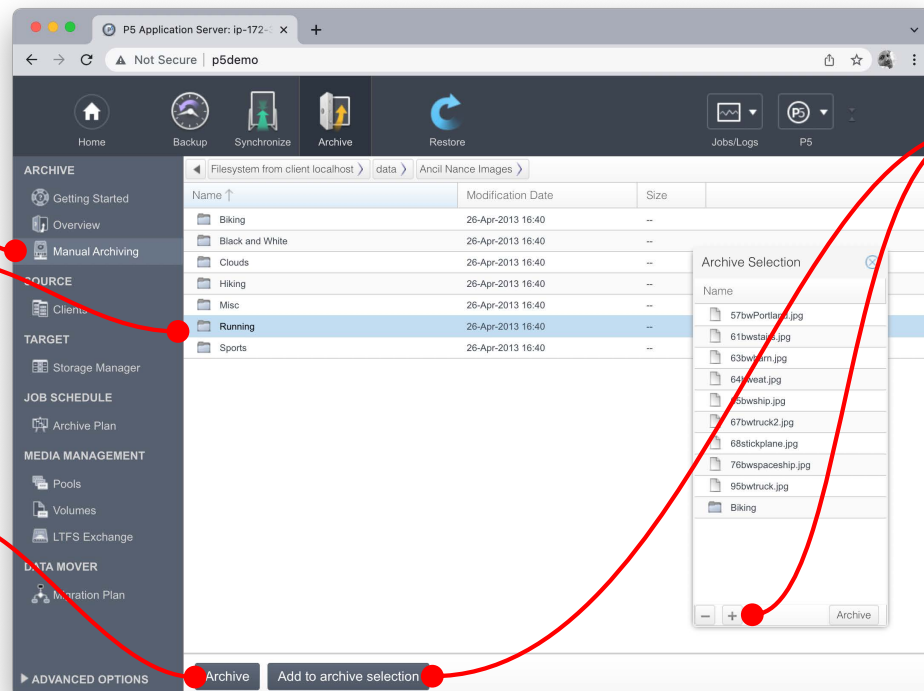 P5 Application Server: ip-172-
Not Secure | p5demo
Home
Backup
Synchronize
Archive
Restore
Jobs/Logs
P5
P5
ARCHIVE
Getting Started
Overview
Manual Archiving
SOURCE
Clients
TARGET
Storage Manager
JOB SCHEDULE
Archive Plan
MEDIA MANAGEMENT
Pools
Volumes
LTFS Exchange
DATA MOVER
Migration Plan
ADVANCED OPTIONS
Filesystem from client localhost
data
Ancil Nance Images
Name Modification Date Size
Biking 26-Apr-2013 16:40 --
Black and White 26-Apr-2013 16:40 --
Clouds 26-Apr-2013 16:40 --
Hiking 26-Apr-2013 16:40 --
Misc 26-Apr-2013 16:40 --
Running 26-Apr-2013 16:40 --
Sports 26-Apr-2013 16:40 --
Archive Selection
Name
57bwPortland.jpg
61bwstairs.jpg
63bwbarn.jpg
65bwship.jpg
67bwtruck2.jpg
68stickplane.jpg
76bwspaceship.jpg
95bwtruck.jpg
Biking
Archive
Archive
Add to archive selection